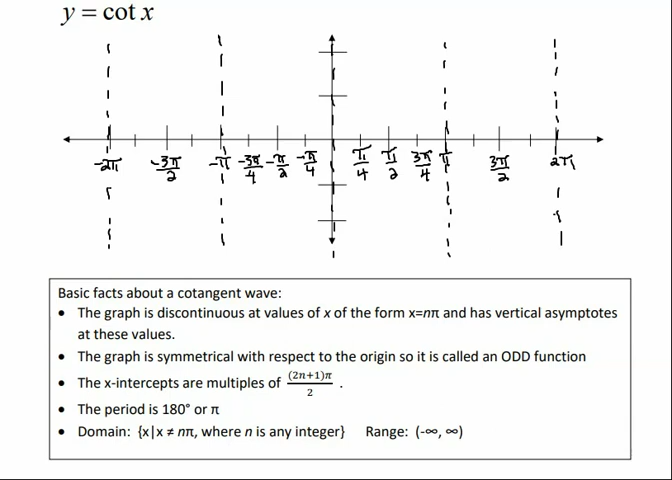 y = cot x
-2π -3π/2 -π -3π/4 -π/2 -π/4 π/4 π/2 3π/4 π 3π/2 2π
Basic facts about a cotangent wave:
• The graph is discontinuous at values of x of the form x=nπ and has vertical asymptotes
at these values.
• The graph is symmetrical with respect to the origin so it is called an ODD function
• The x-intercepts are multiples of (2n+1)π/2 .
• The period is 180° or π
• Domain: {x|x ≠ nπ, where n is any integer} Range: (-∞, ∞)